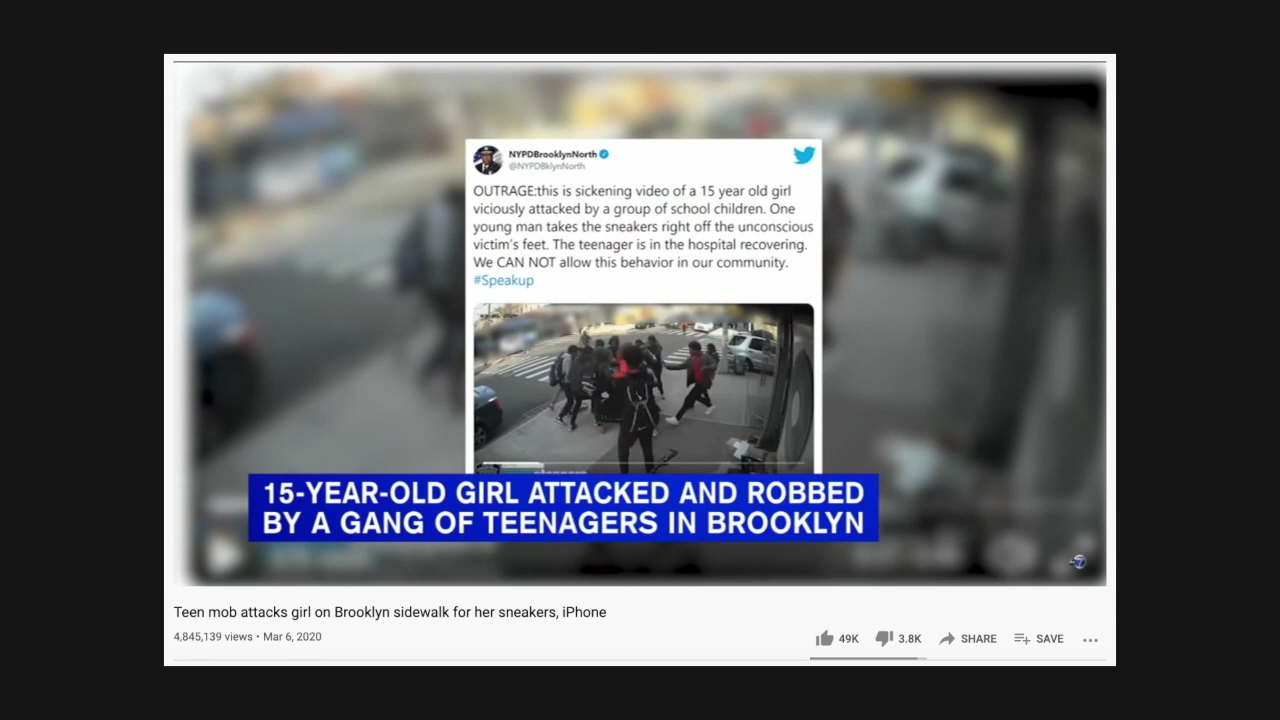 NYPDBrooklynNorth
@NYPDBklynNorth
OUTRAGE:this is sickening video of a 15 year old girl
viciously attacked by a group of school children. One
young man takes the sneakers right off the unconscious
victim's feet. The teenager is in the hospital recovering.
We CAN NOT allow this behavior in our community.
#Speakup
15-YEAR-OLD GIRL ATTACKED AND ROBBED
BY A GANG OF TEENAGERS IN BROOKLYN
7
Teen mob attacks girl on Brooklyn sidewalk for her sneakers, iPhone
4,845,139 views • Mar 6, 2020
49K 3.8K SHARE SAVE